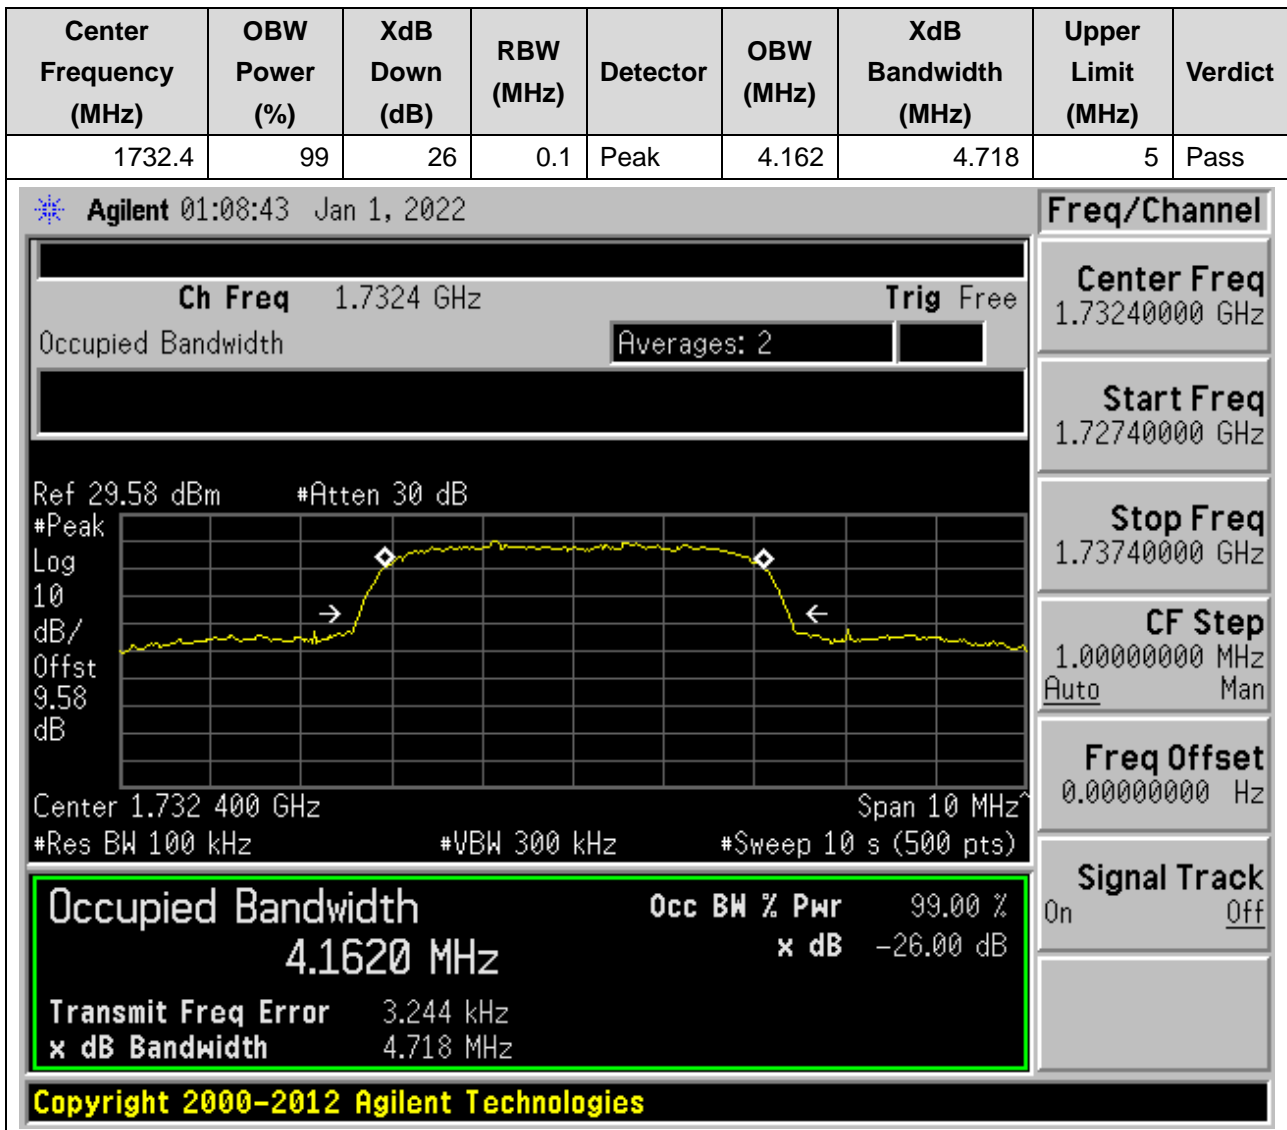 Center Frequency (MHz) OBW Power (%) XdB Down (dB) RBW (MHz) Detector OBW (MHz) XdB Bandwidth (MHz) Upper Limit (MHz) Verdict
1732.4 99 26 0.1 Peak 4.162 4.718 5 Pass
Agilent 01:08:43 Jan 1, 2022
Freq/Channel
Ch Freq 1.7324 GHz Trig Free
Occupied Bandwidth Averages: 2
Ref 29.58 dBm #Atten 30 dB
#Peak
Log
10
dB/
Offst
9.58
dB
Center 1.732 400 GHz Span 10 MHz^
#Res BW 100 kHz #VBW 300 kHz #Sweep 10 s (500 pts)
Occupied Bandwidth Occ BW % Pwr 99.00 %
4.1620 MHz x dB -26.00 dB
Transmit Freq Error 3.244 kHz
x dB Bandwidth 4.718 MHz
Center Freq
1.73240000 GHz
Start Freq
1.72740000 GHz
Stop Freq
1.73740000 GHz
CF Step
1.00000000 MHz
Auto Man
Freq Offset
0.00000000 Hz
Signal Track
On Off
Copyright 2000-2012 Agilent Technologies